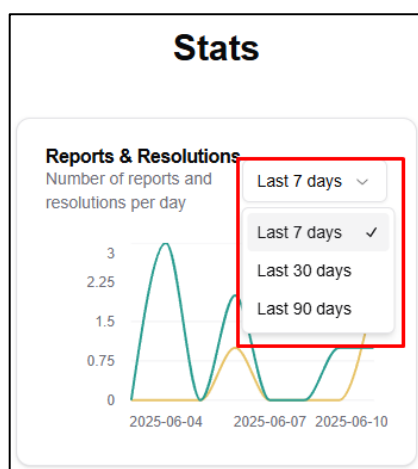 Stats
Reports & Resolutions
Number of reports and
resolutions per day
Last 7 days
Last 7 days
Last 30 days
Last 90 days
3
2.25
1.5
0.75
0
2025-06-04 2025-06-07 2025-06-10